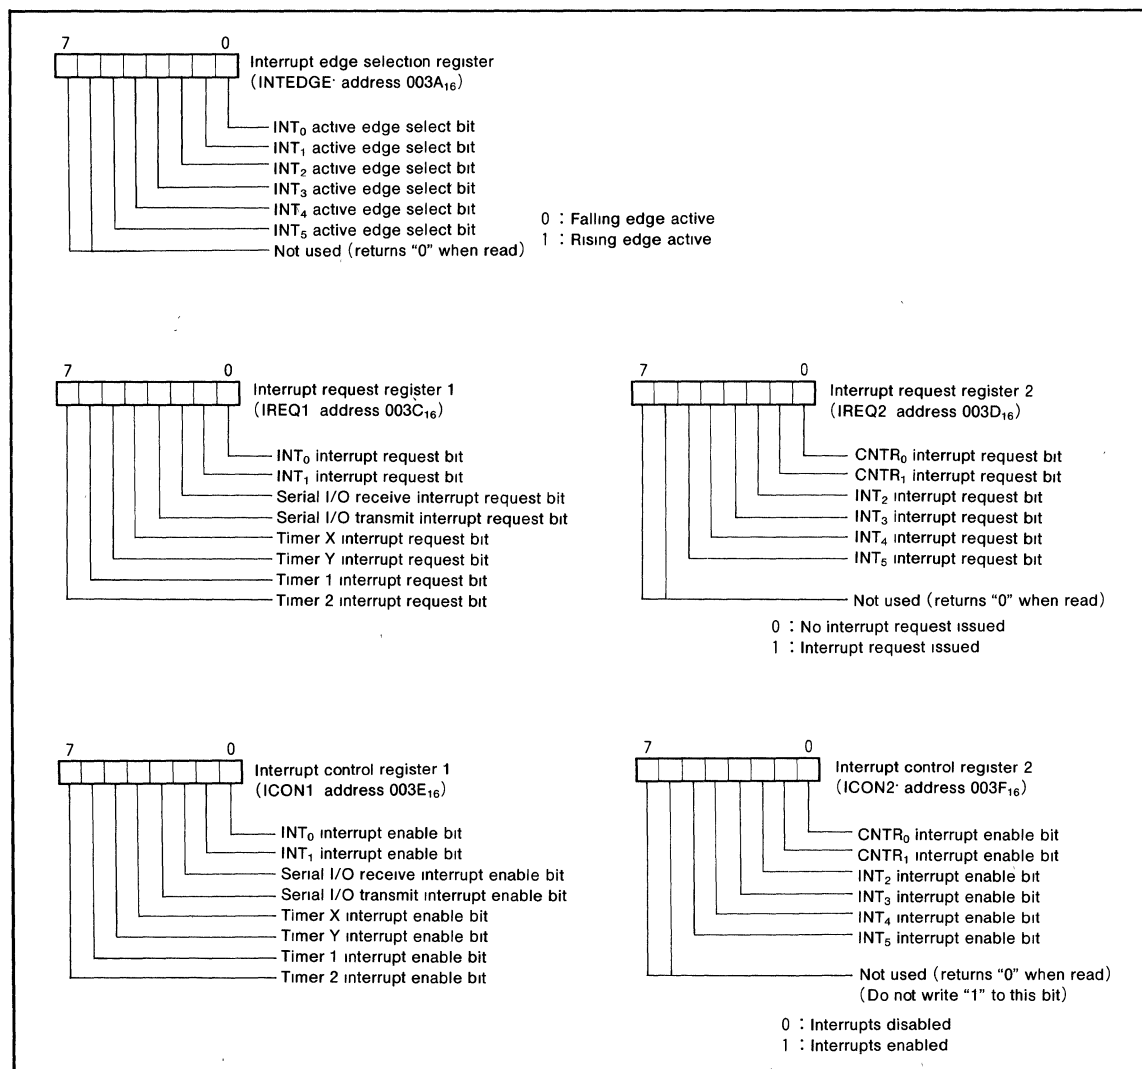 7 0
Interrupt edge selection register
(INTEDGE· address 003A₁₆)
INT₀ active edge select bit
INT₁ active edge select bit
INT₂ active edge select bit
INT₃ active edge select bit
INT₄ active edge select bit
INT₅ active edge select bit
Not used (returns “0” when read)
0 : Falling edge active
1 : Rising edge active
7 0
Interrupt request register 1
(IREQ1 address 003C₁₆)
INT₀ interrupt request bit
INT₁ interrupt request bit
Serial I/O receive interrupt request bit
Serial I/O transmit interrupt request bit
Timer X interrupt request bit
Timer Y interrupt request bit
Timer 1 interrupt request bit
Timer 2 interrupt request bit
7 0
Interrupt request register 2
(IREQ2 address 003D₁₆)
CNTR₀ interrupt request bit
CNTR₁ interrupt request bit
INT₂ interrupt request bit
INT₃ interrupt request bit
INT₄ interrupt request bit
INT₅ interrupt request bit
Not used (returns “0” when read)
0 : No interrupt request issued
1 : Interrupt request issued
7 0
Interrupt control register 1
(ICON1 address 003E₁₆)
INT₀ interrupt enable bit
INT₁ interrupt enable bit
Serial I/O receive interrupt enable bit
Serial I/O transmit interrupt enable bit
Timer X interrupt enable bit
Timer Y interrupt enable bit
Timer 1 interrupt enable bit
Timer 2 interrupt enable bit
7 0
Interrupt control register 2
(ICON2· address 003F₁₆)
CNTR₀ interrupt enable bit
CNTR₁ interrupt enable bit
INT₂ interrupt enable bit
INT₃ interrupt enable bit
INT₄ interrupt enable bit
INT₅ interrupt enable bit
Not used (returns “0” when read)
(Do not write “1” to this bit)
0 : Interrupts disabled
1 : Interrupts enabled